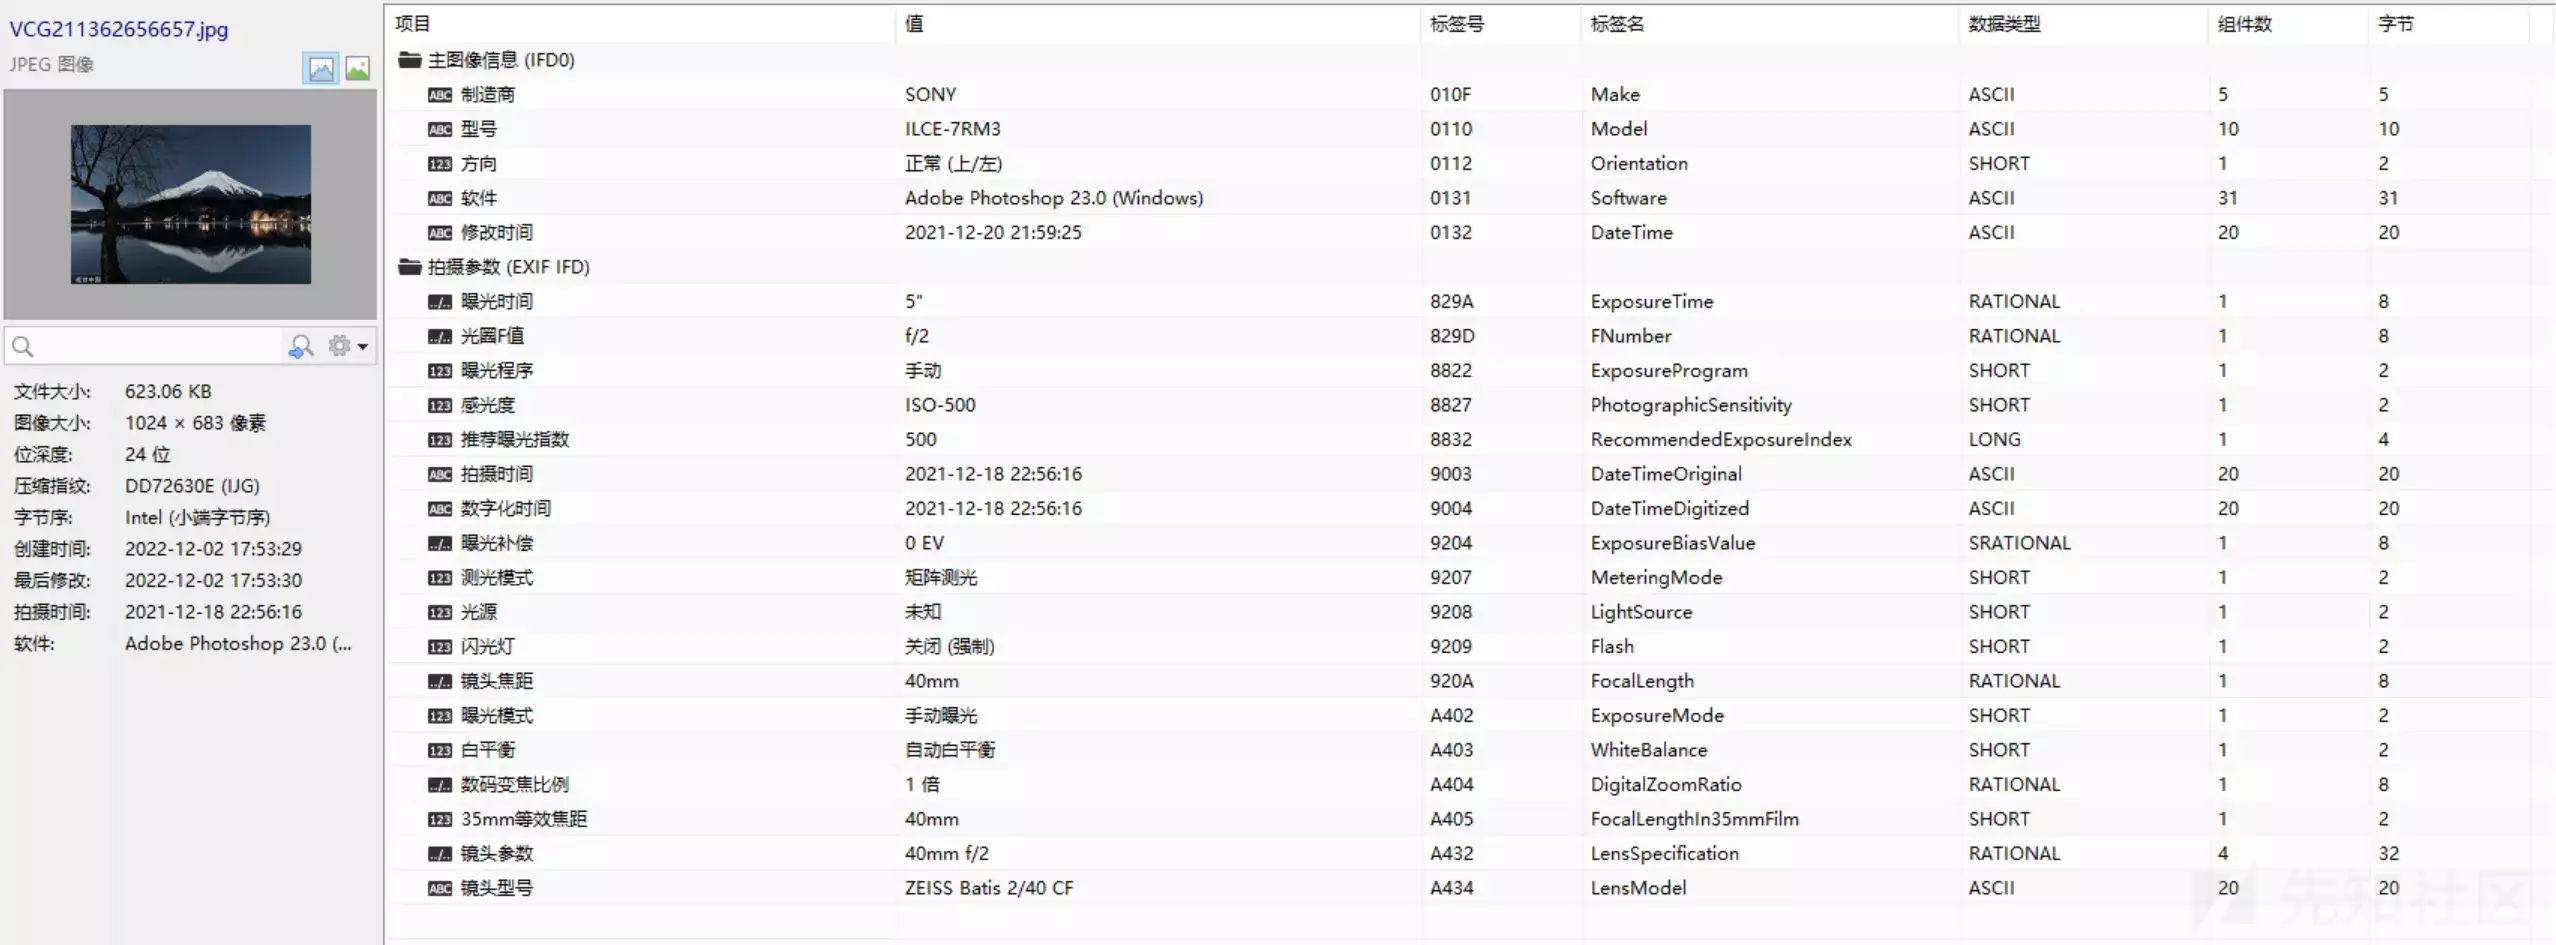 VCG211362656657.jpg
JPEG 图像
视觉中国
文件大小: 623.06 KB
图像大小: 1024 × 683 像素
位深度: 24 位
压缩指纹: DD72630E (IJG)
字节序: Intel (小端字节序)
创建时间: 2022-12-02 17:53:29
最后修改: 2022-12-02 17:53:30
拍摄时间: 2021-12-18 22:56:16
软件: Adobe Photoshop 23.0 (...
项目 值 标签号 标签名 数据类型 组件数 字节
主图像信息 (IFD0)
ABC 制造商 SONY 010F Make ASCII 5 5
ABC 型号 ILCE-7RM3 0110 Model ASCII 10 10
123 方向 正常 (上/左) 0112 Orientation SHORT 1 2
ABC 软件 Adobe Photoshop 23.0 (Windows) 0131 Software ASCII 31 31
ABC 修改时间 2021-12-20 21:59:25 0132 DateTime ASCII 20 20
拍摄参数 (EXIF IFD)
../.. 曝光时间 5" 829A ExposureTime RATIONAL 1 8
../.. 光圈F值 f/2 829D FNumber RATIONAL 1 8
123 曝光程序 手动 8822 ExposureProgram SHORT 1 2
123 感光度 ISO-500 8827 PhotographicSensitivity SHORT 1 2
123 推荐曝光指数 500 8832 RecommendedExposureIndex LONG 1 4
ABC 拍摄时间 2021-12-18 22:56:16 9003 DateTimeOriginal ASCII 20 20
ABC 数字化时间 2021-12-18 22:56:16 9004 DateTimeDigitized ASCII 20 20
../.. 曝光补偿 0 EV 9204 ExposureBiasValue SRATIONAL 1 8
123 测光模式 矩阵测光 9207 MeteringMode SHORT 1 2
123 光源 未知 9208 LightSource SHORT 1 2
123 闪光灯 关闭 (强制) 9209 Flash SHORT 1 2
../.. 镜头焦距 40mm 920A FocalLength RATIONAL 1 8
123 曝光模式 手动曝光 A402 ExposureMode SHORT 1 2
123 白平衡 自动白平衡 A403 WhiteBalance SHORT 1 2
../.. 数码变焦比例 1 倍 A404 DigitalZoomRatio RATIONAL 1 8
123 35mm等效焦距 40mm A405 FocalLengthIn35mmFilm SHORT 1 2
../.. 镜头参数 40mm f/2 A432 LensSpecification RATIONAL 4 32
ABC 镜头型号 ZEISS Batis 2/40 CF A434 LensModel ASCII 20 20
先知社区